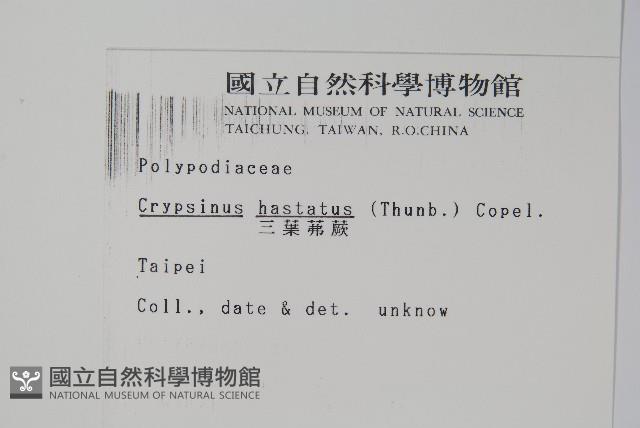 國立自然科學博物館
NATIONAL MUSEUM OF NATURAL SCIENCE
TAICHUNG, TAIWAN, R.O.CHINA
Polypodiaceae
Crypsinus hastatus (Thunb.) Copel.
三葉茀蕨
Taipei
Coll., date & det. unknow
國立自然科學博物館
NATIONAL MUSEUM OF NATURAL SCIENCE